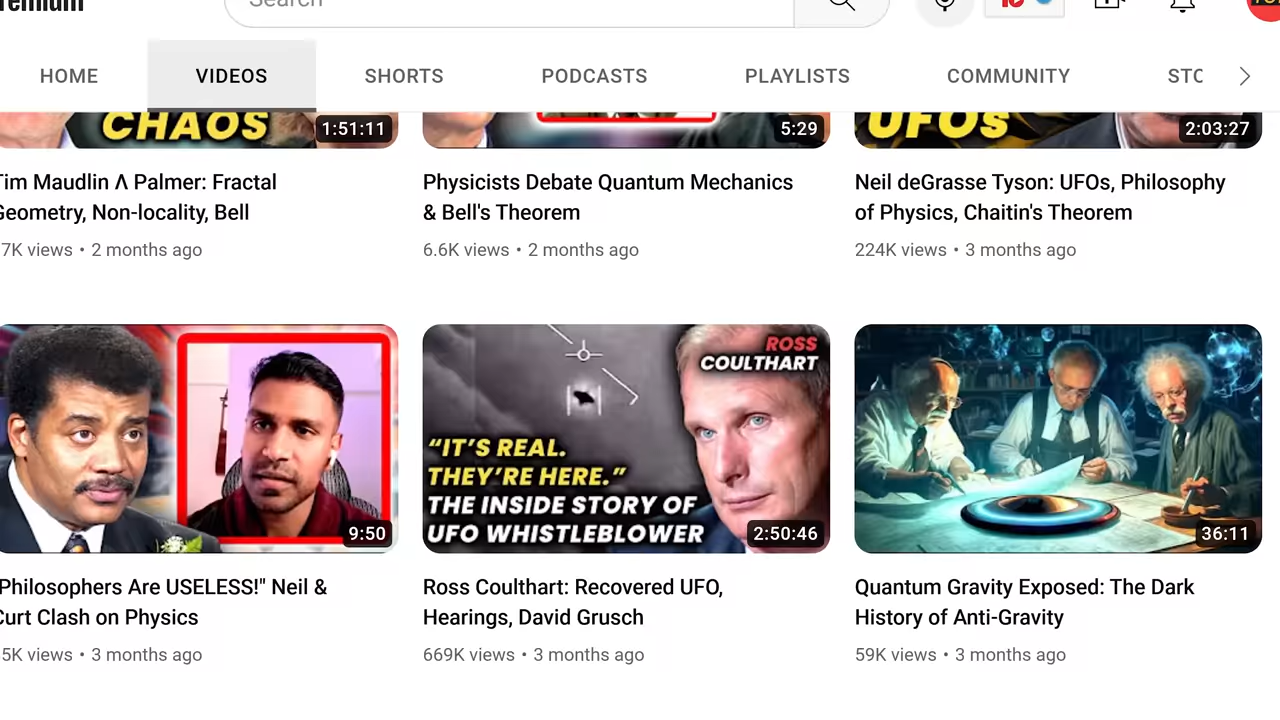 Search
HOME
VIDEOS
SHORTS
PODCASTS
PLAYLISTS
COMMUNITY
CHAOS
1:51:11
5:29
UFOs
2:03:27
Tim Maudlin Λ Palmer: Fractal
Geometry, Non-locality, Bell
7K views • 2 months ago
Physicists Debate Quantum Mechanics
& Bell's Theorem
6.6K views • 2 months ago
Neil deGrasse Tyson: UFOs, Philosophy
of Physics, Chaitin's Theorem
224K views • 3 months ago
9:50
ROSS
COULTHART
“IT’S REAL.
THEY’RE HERE.”
THE INSIDE STORY OF
UFO WHISTLEBLOWER
2:50:46
36:11
Philosophers Are USELESS!" Neil &
Curt Clash on Physics
5K views • 3 months ago
Ross Coulthart: Recovered UFO,
Hearings, David Grusch
669K views • 3 months ago
Quantum Gravity Exposed: The Dark
History of Anti-Gravity
59K views • 3 months ago